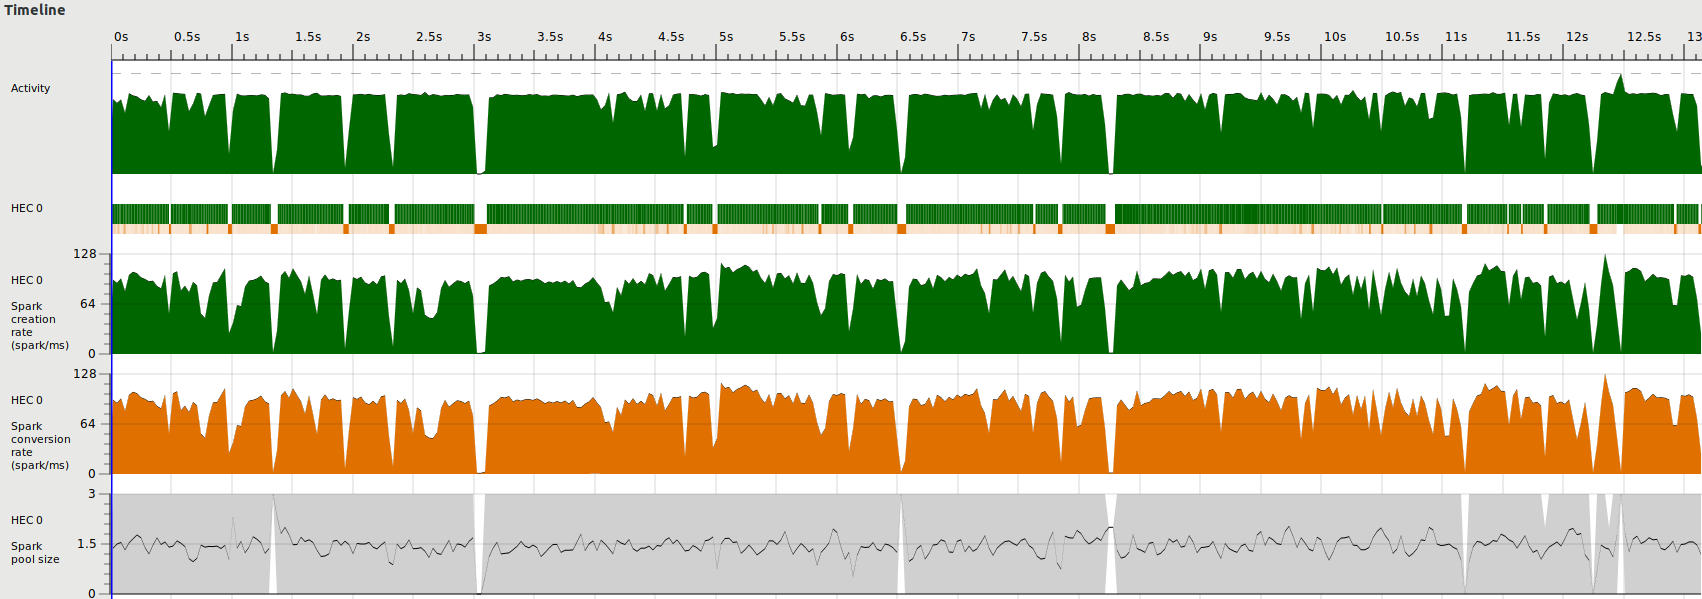 Timeline
0s 0.5s 1s 1.5s 2s 2.5s 3s 3.5s 4s 4.5s 5s 5.5s 6s 6.5s 7s 7.5s 8s 8.5s 9s 9.5s 10s 10.5s 11s 11.5s 12s 12.5s 13
Activity
HEC 0
128
HEC 0
Spark
64
creation
rate
(spark/ms)
0
128
HEC 0
Spark
64
conversion
rate
(spark/ms)
0
3
HEC 0
Spark
1.5
pool size
0